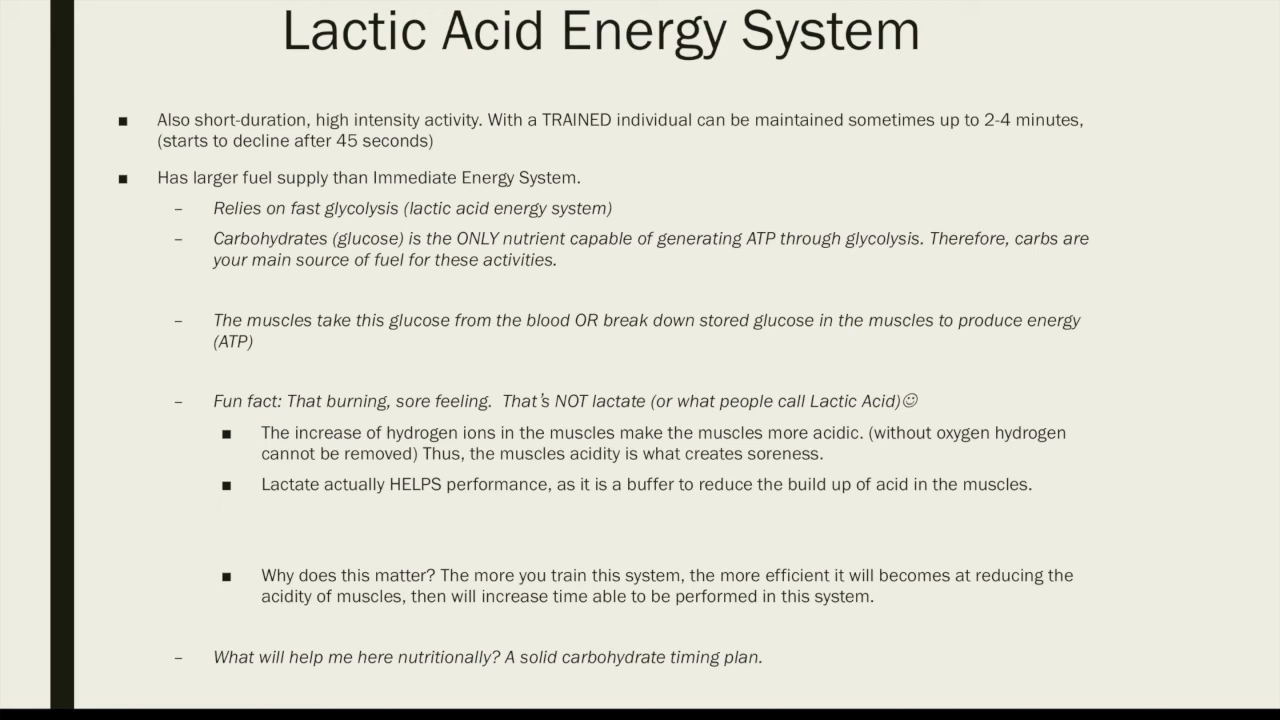 Lactic Acid Energy System
■ Also short-duration, high intensity activity. With a TRAINED individual can be maintained sometimes up to 2-4 minutes,
(starts to decline after 45 seconds)
■ Has larger fuel supply than Immediate Energy System.
– Relies on fast glycolysis (lactic acid energy system)
– Carbohydrates (glucose) is the ONLY nutrient capable of generating ATP through glycolysis. Therefore, carbs are
your main source of fuel for these activities.
– The muscles take this glucose from the blood OR break down stored glucose in the muscles to produce energy
(ATP)
– Fun fact: That burning, sore feeling.  That's NOT lactate (or what people call Lactic Acid)☺
■ The increase of hydrogen ions in the muscles make the muscles more acidic. (without oxygen hydrogen
cannot be removed) Thus, the muscles acidity is what creates soreness.
■ Lactate actually HELPS performance, as it is a buffer to reduce the build up of acid in the muscles.
■ Why does this matter? The more you train this system, the more efficient it will becomes at reducing the
acidity of muscles, then will increase time able to be performed in this system.
– What will help me here nutritionally? A solid carbohydrate timing plan.